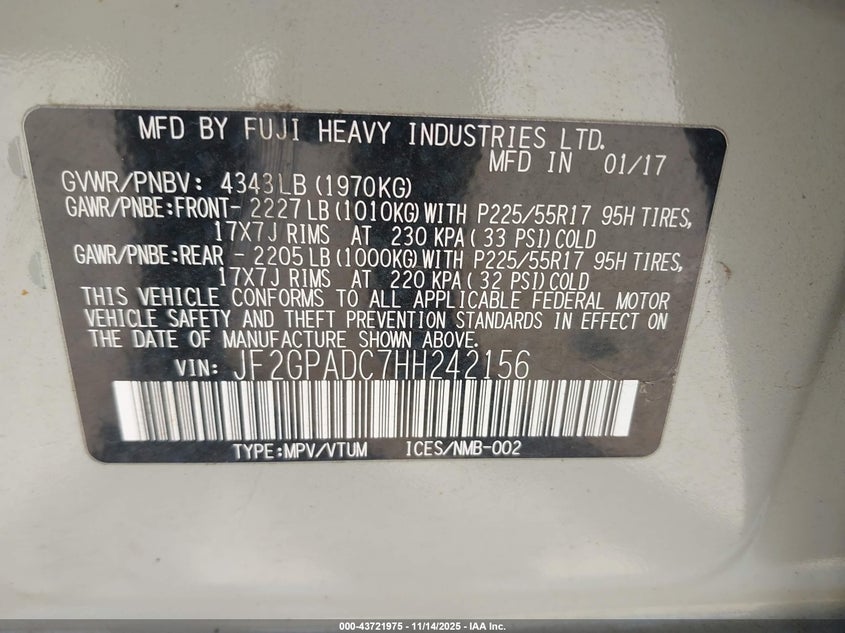 MFD BY FUJI HEAVY INDUSTRIES LTD.
MFD IN 01/17
GVWR/PNBV: 4343LB (1970KG)
GAWR/PNBE:FRONT- 2227LB (1010KG) WITH P225/55R17 95H TIRES,
17X7J RIMS AT 230 KPA (33 PSI) COLD
GAWR/PNBE:REAR - 2205LB (1000KG) WITH P225/55R17 95H TIRES,
17X7J RIMS AT 220 KPA (32 PSI) COLD
THIS VEHICLE CONFORMS TO ALL APPLICABLE FEDERAL MOTOR
VEHICLE SAFETY AND THEFT PREVENTION STANDARDS IN EFFECT ON
THE DATE OF MANUFACTURE SHOWN ABOVE.
VIN: JF2GPADC7HH242156
TYPE:MPV/VTUM ICES/NMB-002
000-43721975 - 11/14/2025 - IAA Inc.